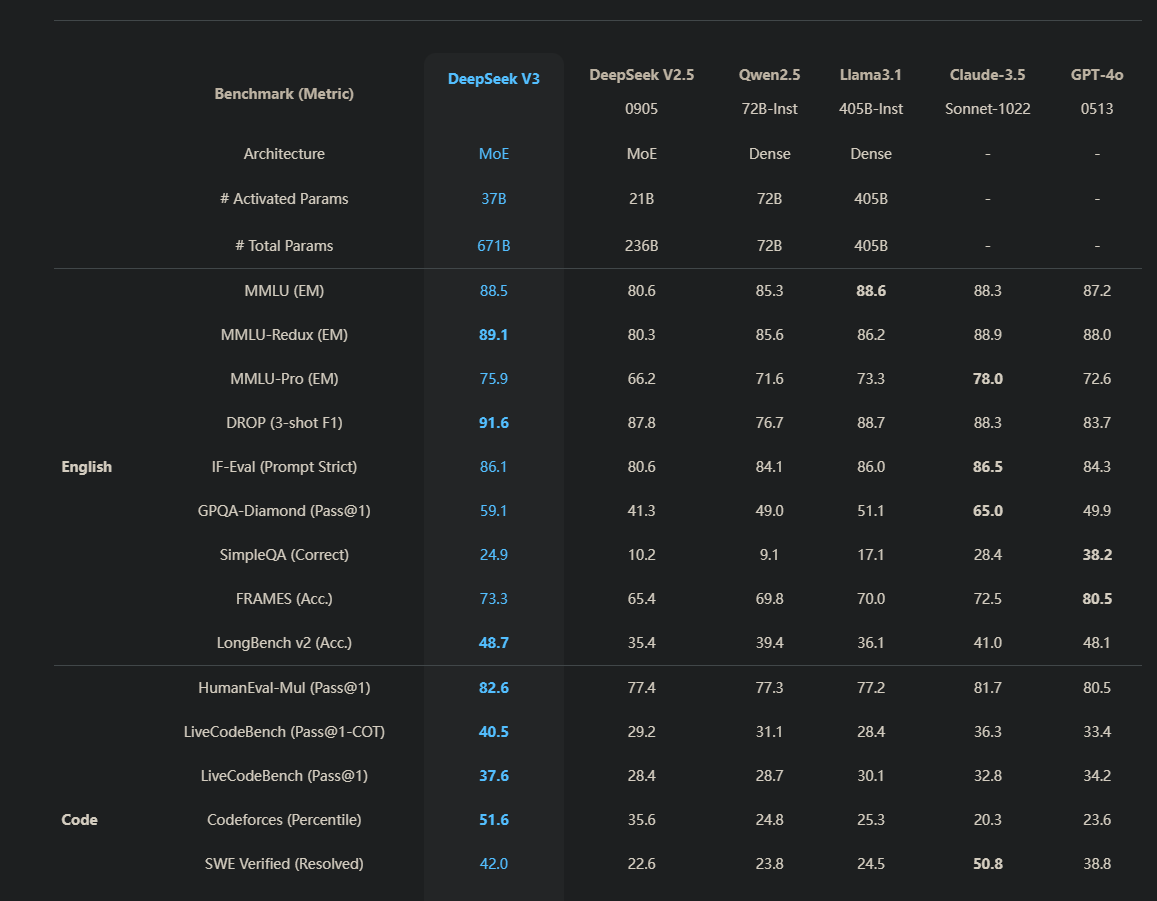 Benchmark (Metric) DeepSeek V3 DeepSeek V2.5 Qwen2.5 Llama3.1 Claude-3.5 GPT-4o
0905 72B-Inst 405B-Inst Sonnet-1022 0513
Architecture MoE MoE Dense Dense - -
# Activated Params 37B 21B 72B 405B - -
# Total Params 671B 236B 72B 405B - -
English
MMLU (EM) 88.5 80.6 85.3 88.6 88.3 87.2
MMLU-Redux (EM) 89.1 80.3 85.6 86.2 88.9 88.0
MMLU-Pro (EM) 75.9 66.2 71.6 73.3 78.0 72.6
DROP (3-shot F1) 91.6 87.8 76.7 88.7 88.3 83.7
IF-Eval (Prompt Strict) 86.1 80.6 84.1 86.0 86.5 84.3
GPQA-Diamond (Pass@1) 59.1 41.3 49.0 51.1 65.0 49.9
SimpleQA (Correct) 24.9 10.2 9.1 17.1 28.4 38.2
FRAMES (Acc.) 73.3 65.4 69.8 70.0 72.5 80.5
LongBench v2 (Acc.) 48.7 35.4 39.4 36.1 41.0 48.1
Code
HumanEval-Mul (Pass@1) 82.6 77.4 77.3 77.2 81.7 80.5
LiveCodeBench (Pass@1-COT) 40.5 29.2 31.1 28.4 36.3 33.4
LiveCodeBench (Pass@1) 37.6 28.4 28.7 30.1 32.8 34.2
Codeforces (Percentile) 51.6 35.6 24.8 25.3 20.3 23.6
SWE Verified (Resolved) 42.0 22.6 23.8 24.5 50.8 38.8